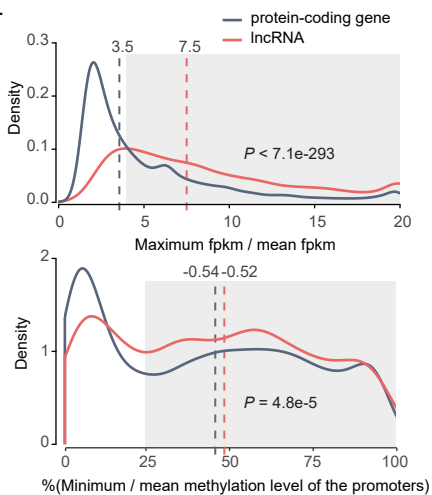 protein-coding gene
lncRNA
3.5 7.5
0.3
0.2
0.1
0.0
Density
P < 7.1e-293
0 5 10 15 20
Maximum fpkm / mean fpkm
-0.54 -0.52
2
1
0
Density
P = 4.8e-5
0 25 50 75 100
%(Minimum / mean methylation level of the promoters)